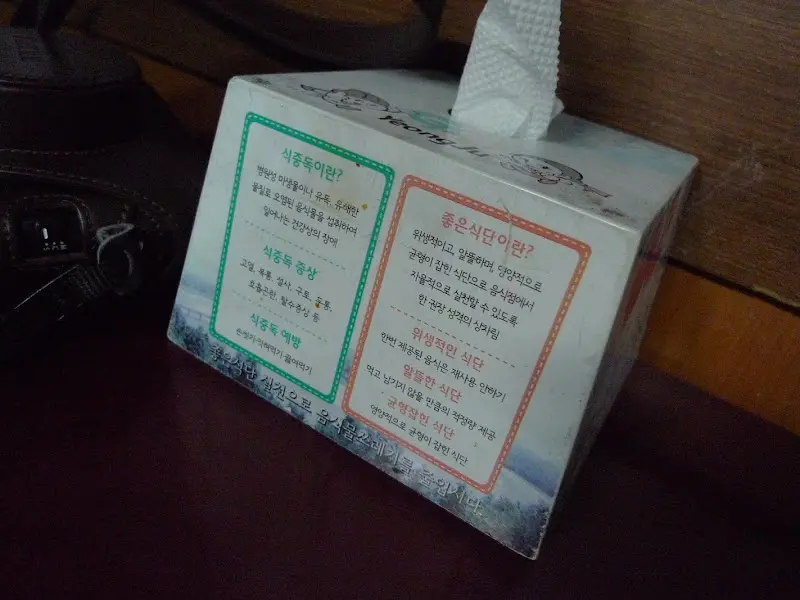 Yeong Ju
식중독이란?
병원성 미생물이나 유독, 유해한
물질로 오염된 음식물을 섭취하여
일어나는 건강상의 장애
식중독 증상
고열, 복통, 설사, 구토, 두통,
호흡곤란, 탈수증상 등
식중독 예방
손씻기·익혀먹기·끓여먹기
좋은식단이란?
위생적이고, 알뜰하며, 영양적으로
균형이 잡힌 식단으로 음식점에서
자율적으로 실천할 수 있도록
한 권장 성격의 상차림
위생적인 식단
한번 제공된 음식은 재사용 안하기
알뜰한 식단
먹고 남기지 않을 만큼의 적정량 제공
균형잡힌 식단
영양적으로 균형이 잡힌 식단
좋은식단 실천으로 음식물쓰레기를 줄입시다.